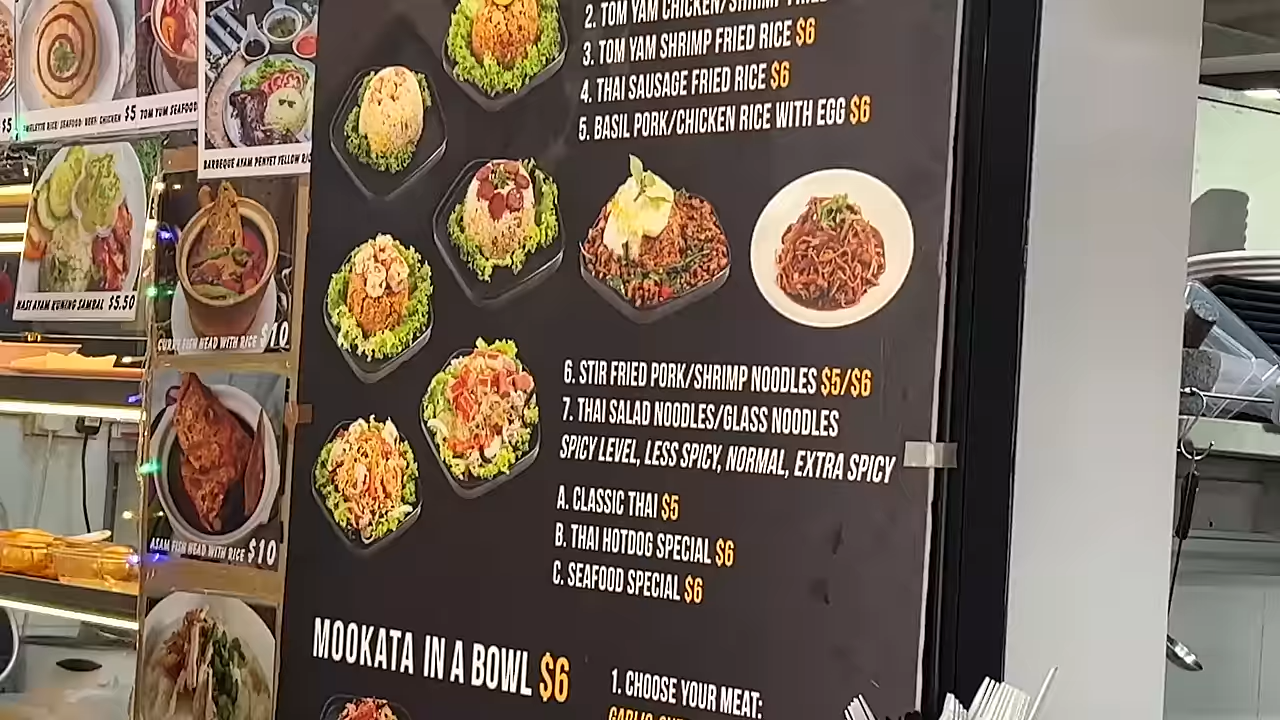 2. TOM YAM CHICKEN/SHRIMP FRIED
3. TOM YAM SHRIMP FRIED RICE $6
4. THAI SAUSAGE FRIED RICE $6
5. BASIL PORK/CHICKEN RICE WITH EGG $6
6. STIR FRIED PORK/SHRIMP NOODLES $5/$6
7. THAI SALAD NOODLES/GLASS NOODLES
SPICY LEVEL, LESS SPICY, NORMAL, EXTRA SPICY
A. CLASSIC THAI $5
B. THAI HOTDOG SPECIAL $6
C. SEAFOOD SPECIAL $6
MOOKATA IN A BOWL $6
1. CHOOSE YOUR MEAT:
$5
RICE/ SEAFOOD/ BEEF/ CHICKEN $5
TOM YUM SEAFOOD
BARBEQUE AYAM PENYET YELLOW
NASI AYAM KUNING SAMBAL $5.50
CURRY FISH HEAD WITH RICE $10
ASAM FISH HEAD WITH RICE $10